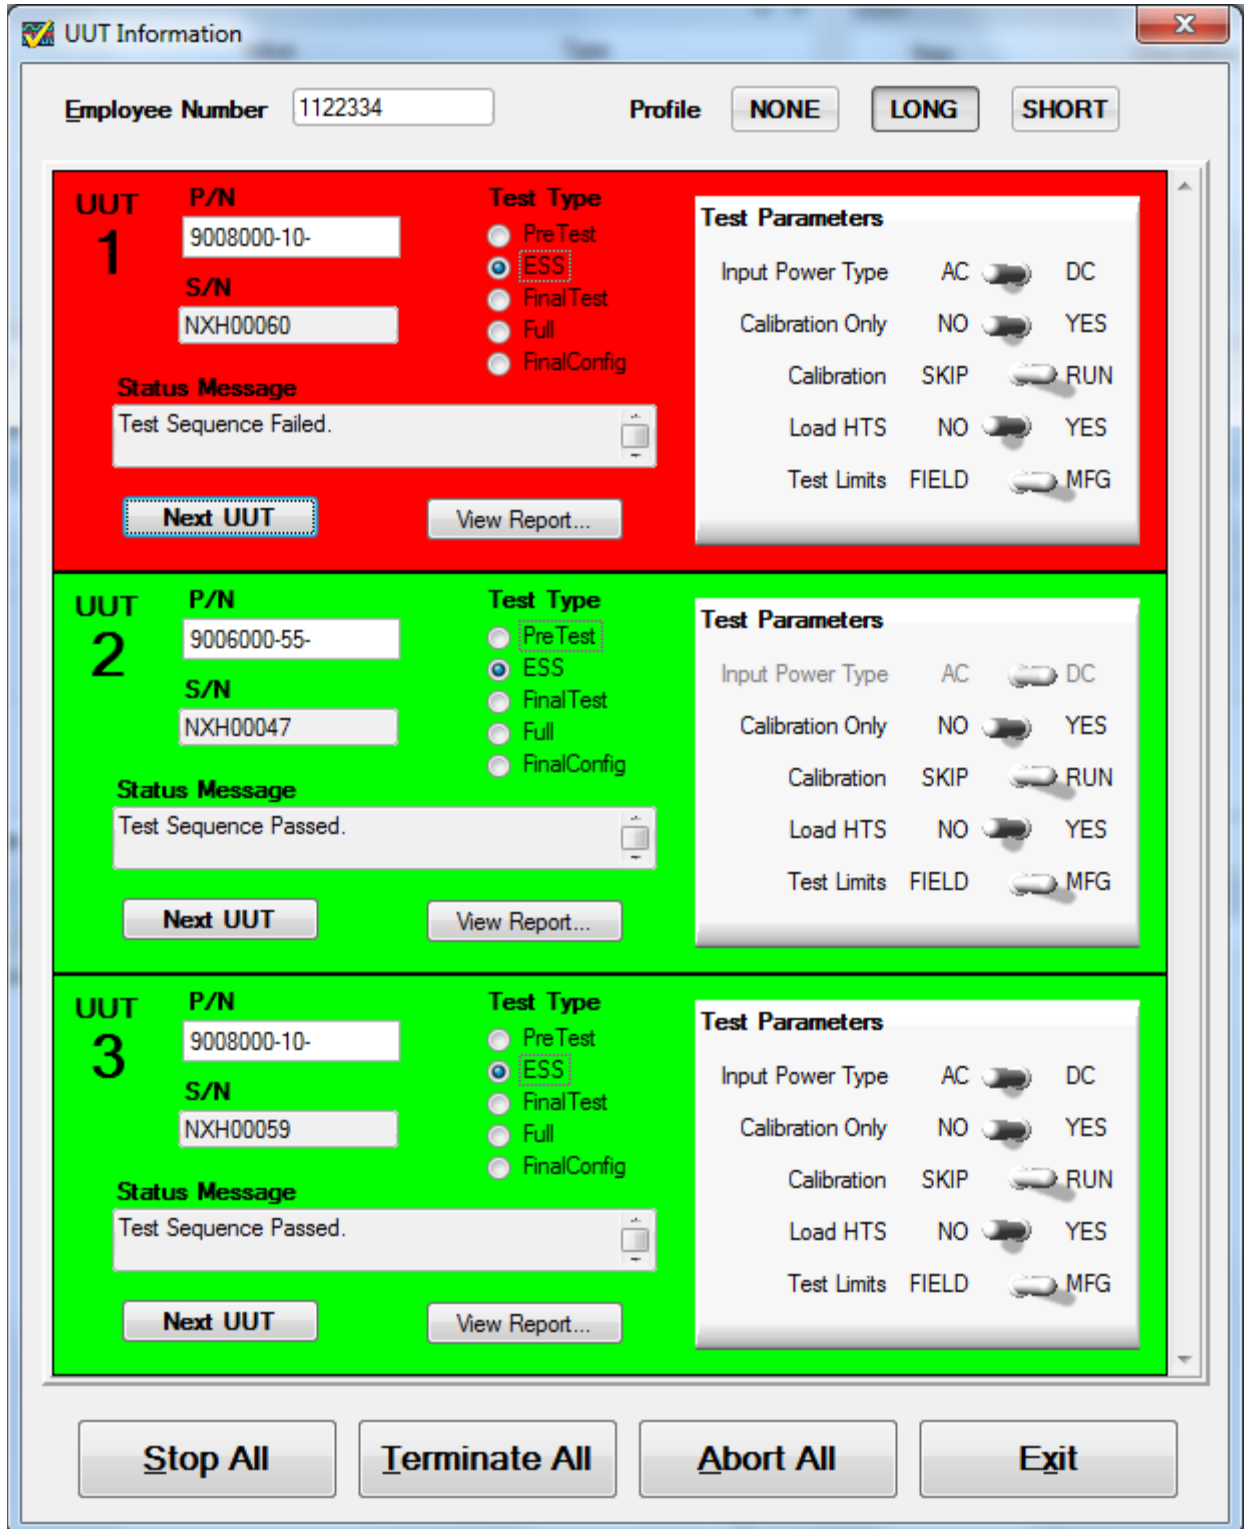 UUT Information
Employee Number 1122334 Profile NONE LONG SHORT
UUT
1
P/N
9008000-10-
S/N
NXH00060
Test Type
PreTest
ESS
FinalTest
Full
FinalConfig
Status Message
Test Sequence Failed.
Next UUT View Report...
Test Parameters
Input Power Type AC DC
Calibration Only NO YES
Calibration SKIP RUN
Load HTS NO YES
Test Limits FIELD MFG
UUT
2
P/N
9006000-55-
S/N
NXH00047
Test Type
PreTest
ESS
FinalTest
Full
FinalConfig
Status Message
Test Sequence Passed.
Next UUT View Report...
Test Parameters
Input Power Type AC DC
Calibration Only NO YES
Calibration SKIP RUN
Load HTS NO YES
Test Limits FIELD MFG
UUT
3
P/N
9008000-10-
S/N
NXH00059
Test Type
PreTest
ESS
FinalTest
Full
FinalConfig
Status Message
Test Sequence Passed.
Next UUT View Report...
Test Parameters
Input Power Type AC DC
Calibration Only NO YES
Calibration SKIP RUN
Load HTS NO YES
Test Limits FIELD MFG
Stop All Terminate All Abort All Exit